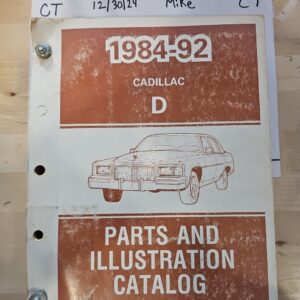 CT 12/30/24 Mike CT
1984-92
CADILLAC
D
PARTS AND
ILLUSTRATION
CATALOG